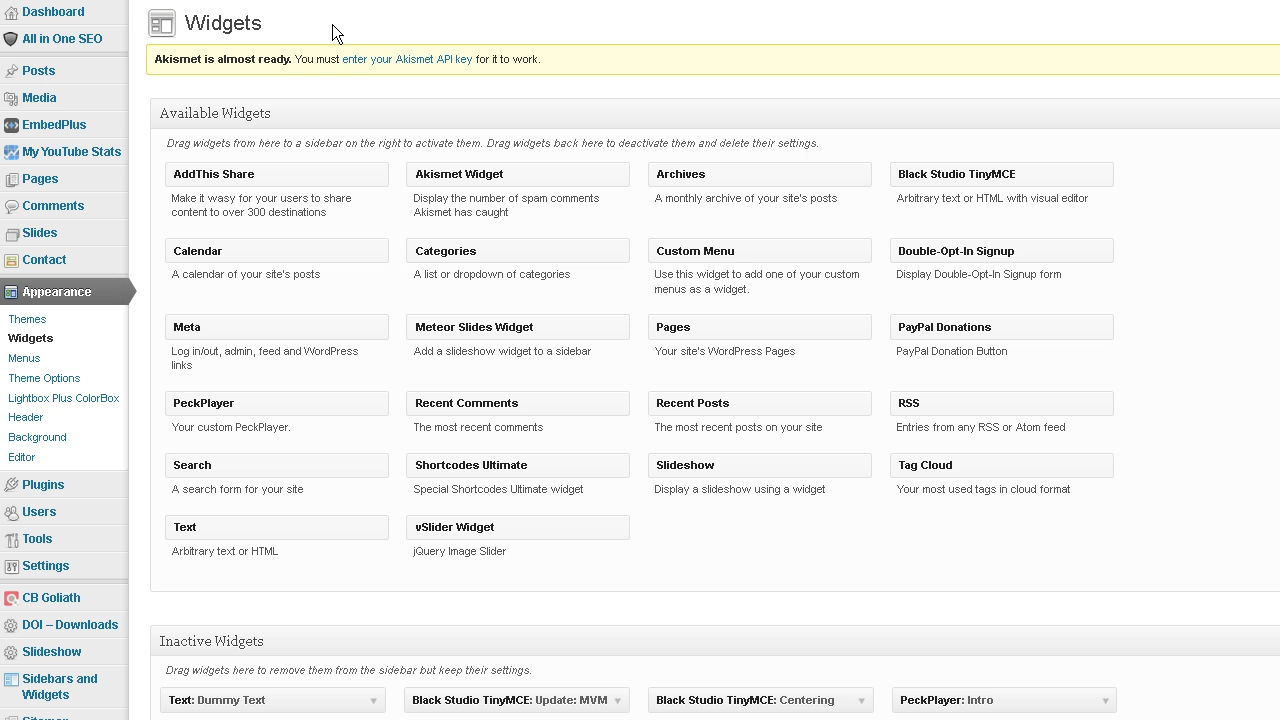 Dashboard
All in One SEO
Posts
Media
EmbedPlus
My YouTube Stats
Pages
Comments
Slides
Contact
Appearance
Themes
Widgets
Menus
Theme Options
Lightbox Plus ColorBox
Header
Background
Editor
Plugins
Users
Tools
Settings
CB Goliath
DOI – Downloads
Slideshow
Sidebars and
Widgets
Widgets
Akismet is almost ready. You must enter your Akismet API key for it to work.
Available Widgets
Drag widgets from here to a sidebar on the right to activate them. Drag widgets back here to deactivate them and delete their settings.
AddThis Share
Make it wasy for your users to share
content to over 300 destinations
Akismet Widget
Display the number of spam comments
Akismet has caught
Archives
A monthly archive of your site's posts
Black Studio TinyMCE
Arbitrary text or HTML with visual editor
Calendar
A calendar of your site's posts
Categories
A list or dropdown of categories
Custom Menu
Use this widget to add one of your custom
menus as a widget.
Double-Opt-In Signup
Display Double-Opt-In Signup form
Meta
Log in/out, admin, feed and WordPress
links
Meteor Slides Widget
Add a slideshow widget to a sidebar
Pages
Your site's WordPress Pages
PayPal Donations
PayPal Donation Button
PeckPlayer
Your custom PeckPlayer.
Recent Comments
The most recent comments
Recent Posts
The most recent posts on your site
RSS
Entries from any RSS or Atom feed
Search
A search form for your site
Shortcodes Ultimate
Special Shortcodes Ultimate widget
Slideshow
Display a slideshow using a widget
Tag Cloud
Your most used tags in cloud format
Text
Arbitrary text or HTML
vSlider Widget
jQuery Image Slider
Inactive Widgets
Drag widgets here to remove them from the sidebar but keep their settings.
Text: Dummy Text
Black Studio TinyMCE: Update: MVM
Black Studio TinyMCE: Centering
PeckPlayer: Intro